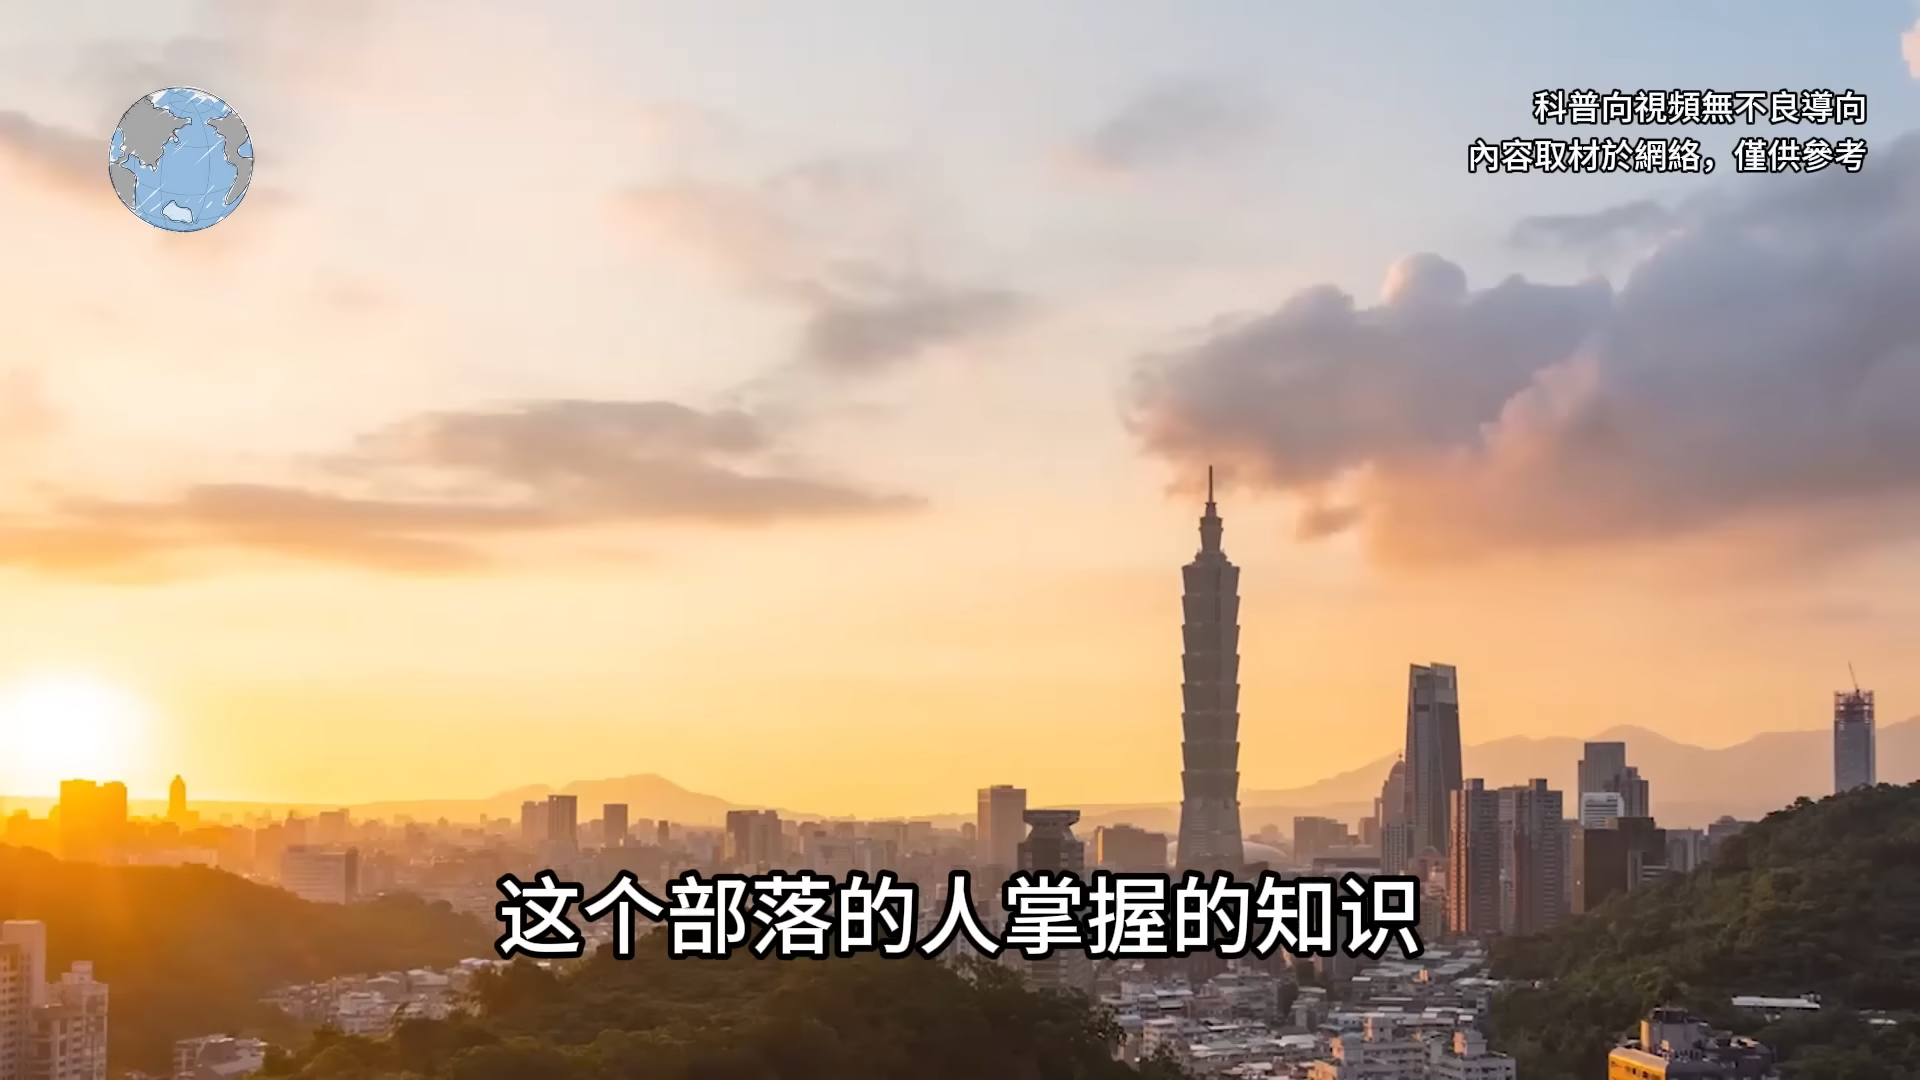 科普向視頻無不良導向
內容取材於網絡，僅供參考
这个部落的人掌握的知识